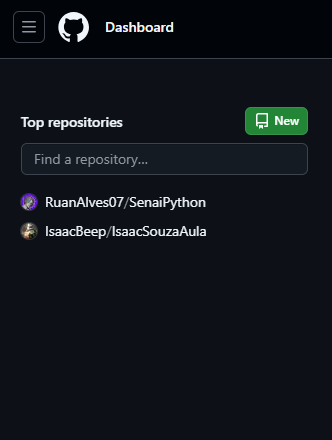 Dashboard
Top repositories
New
Find a repository...
RuanAlves07/SenaiPython
IsaacBeep/IsaacSouzaAula